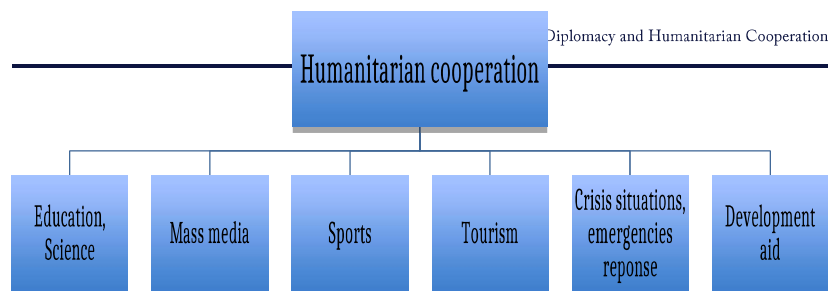 Diplomacy and Humanitarian Cooperation
Humanitarian cooperation
Education,
Science
Mass media
Sports
Tourism
Crisis situations,
emergencies
reponse
Development
aid